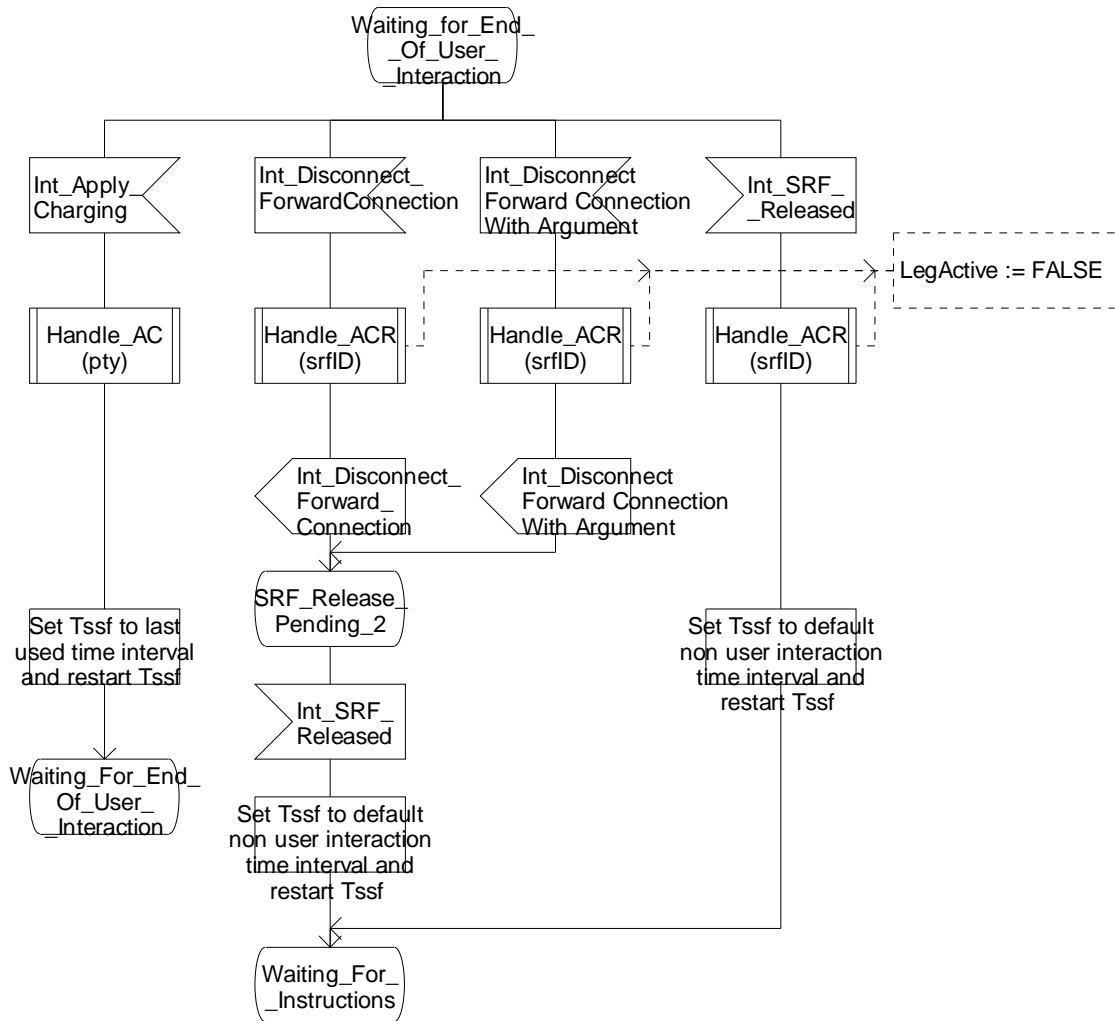 Waiting_for_End_
_Of_User_
_Interaction
Int_Apply_
Charging
Int_Disconnect_
ForwardConnection
Int_Disconnect
Forward Connection
With Argument
Int_SRF_
_Released
LegActive := FALSE
Handle_AC
(pty)
Handle_ACR
(srfID)
Handle_ACR
(srfID)
Handle_ACR
(srfID)
Int_Disconnect_
Forward_
Connection
Int_Disconnect
Forward Connection
With Argument
SRF_Release_
Pending_2
Set Tssf to last
used time interval
and restart Tssf
Set Tssf to default
non user interaction
time interval and
restart Tssf
Int_SRF_
Released
Waiting_For_End_
Of_User_
_Interaction
Set Tssf to default
non user interaction
time interval and
restart Tssf
Waiting_For_
_Instructions